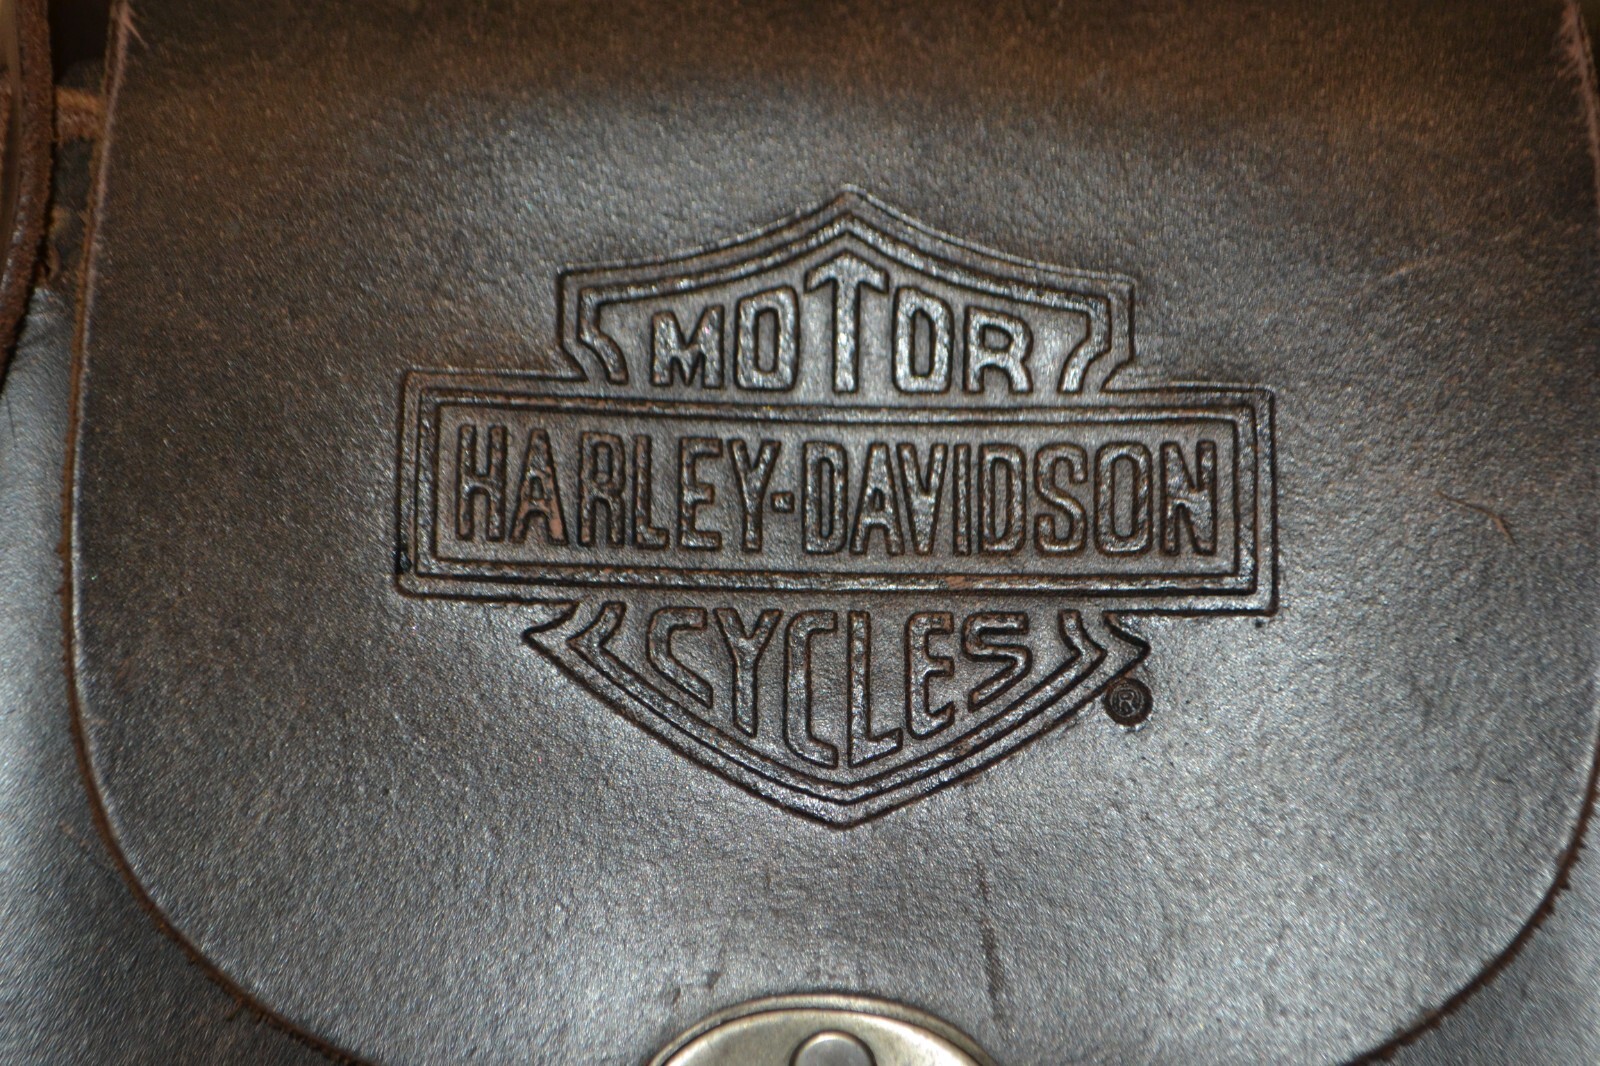 MOTOR
HARLEY-DAVIDSON
CYCLES
®